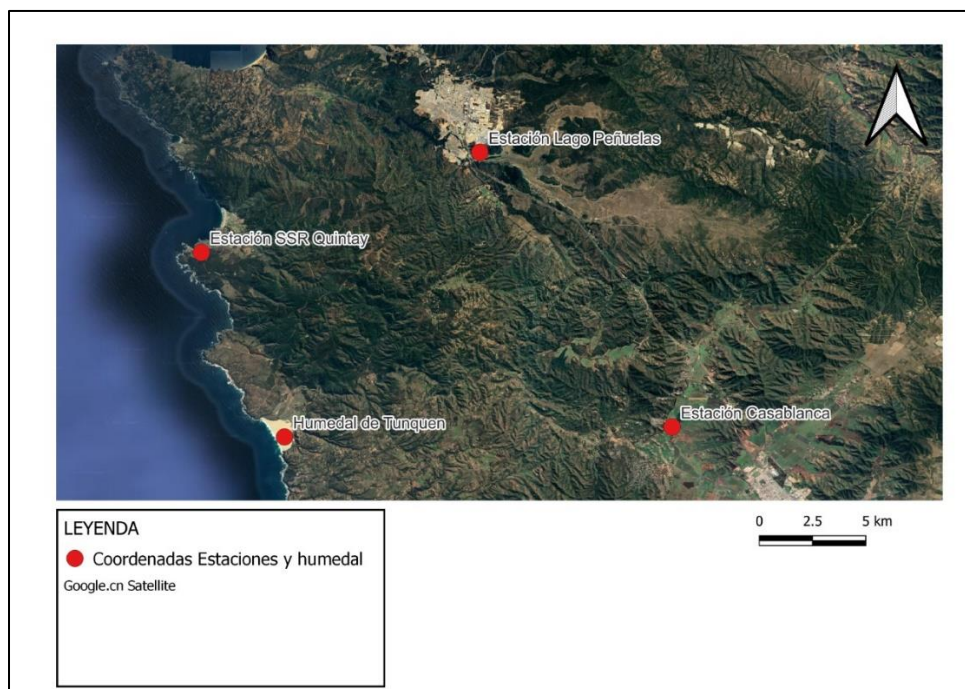 Estación Lago Peñuelas
Estación SSR Quintay
Humedal de Tunquen
Estación Casablanca
LEYENDA
Coordenadas Estaciones y humedal
Google.cn Satellite
0 2.5 5 km